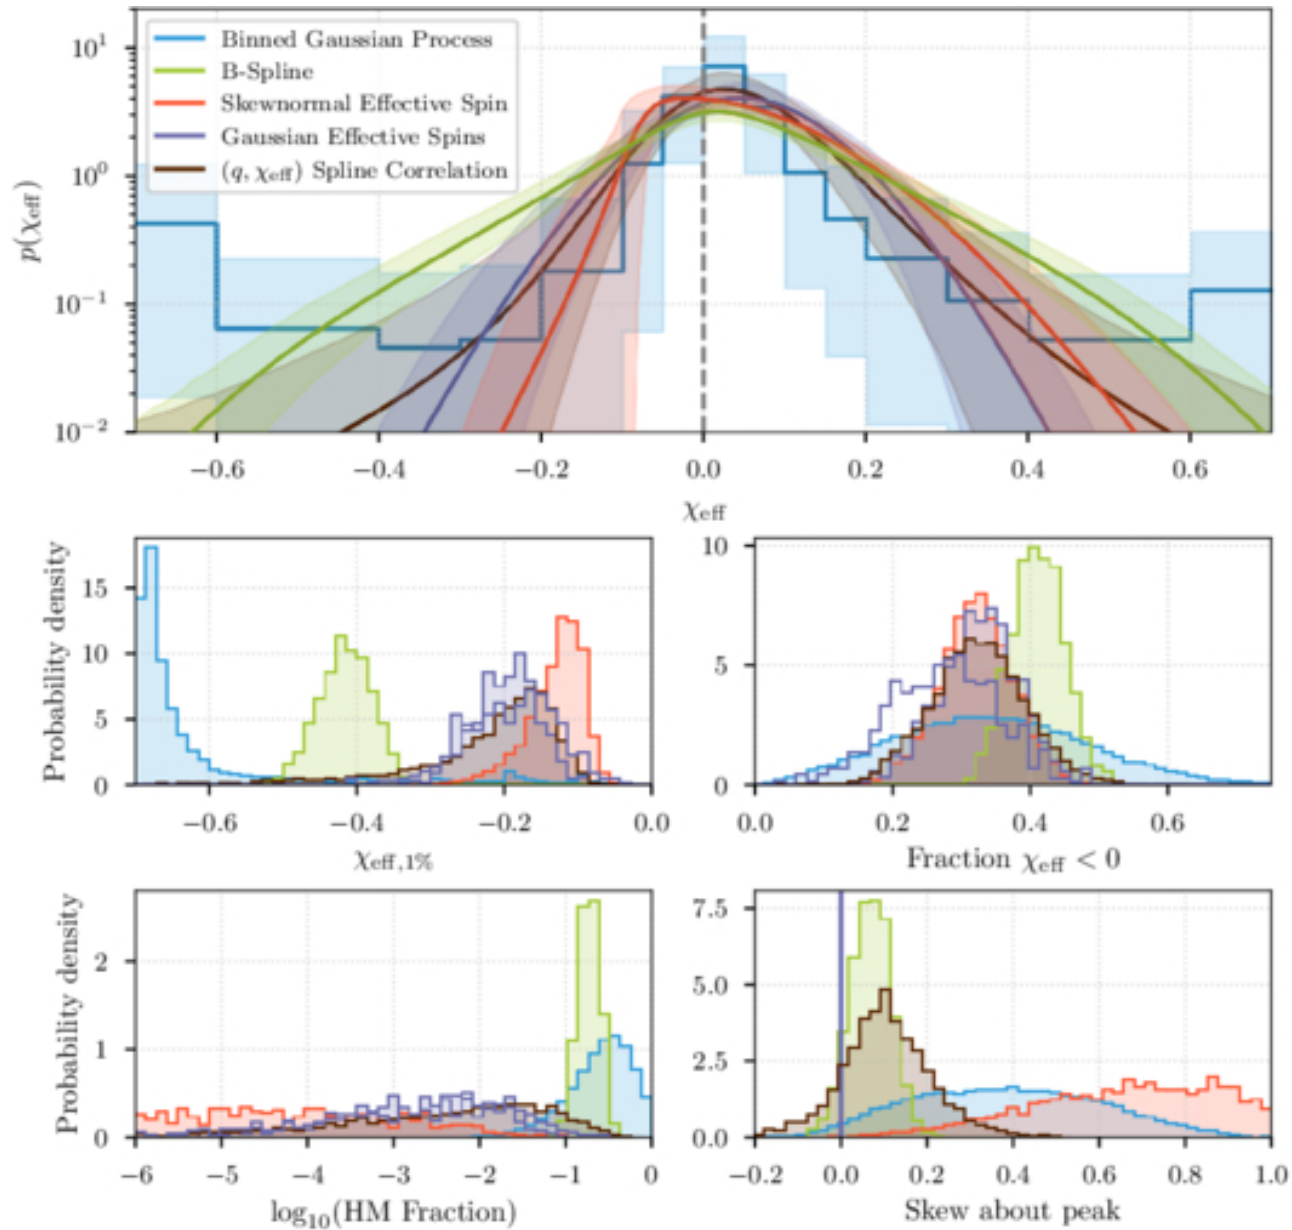 10¹
10⁰
10⁻¹
10⁻²
p(χeff)
Binned Gaussian Process
B-Spline
Skewnormal Effective Spin
Gaussian Effective Spins
(q, χeff) Spline Correlation
−0.6 −0.4 −0.2 0.0 0.2 0.4 0.6
χeff
Probability density
15
10
5
0
−0.6 −0.4 −0.2 0.0
χeff,1%
10
5
0
0.0 0.2 0.4 0.6
Fraction χeff < 0
Probability density
2
1
0
−6 −5 −4 −3 −2 −1 0
log₁₀(HM Fraction)
7.5
5.0
2.5
0.0
−0.2 0.0 0.2 0.4 0.6 0.8 1.0
Skew about peak